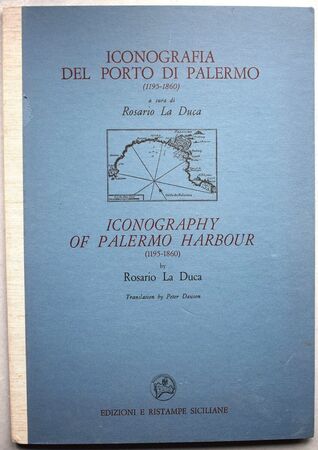 ICONOGRAFIA
DEL PORTO DI PALERMO
(1195-1860)
a cura di
Rosario La Duca
ICONOGRAPHY
OF PALERMO HARBOUR
(1195-1860)
by
Rosario La Duca
Translation by Peter Dawson
EDIZIONI E RISTAMPE SICILIANE